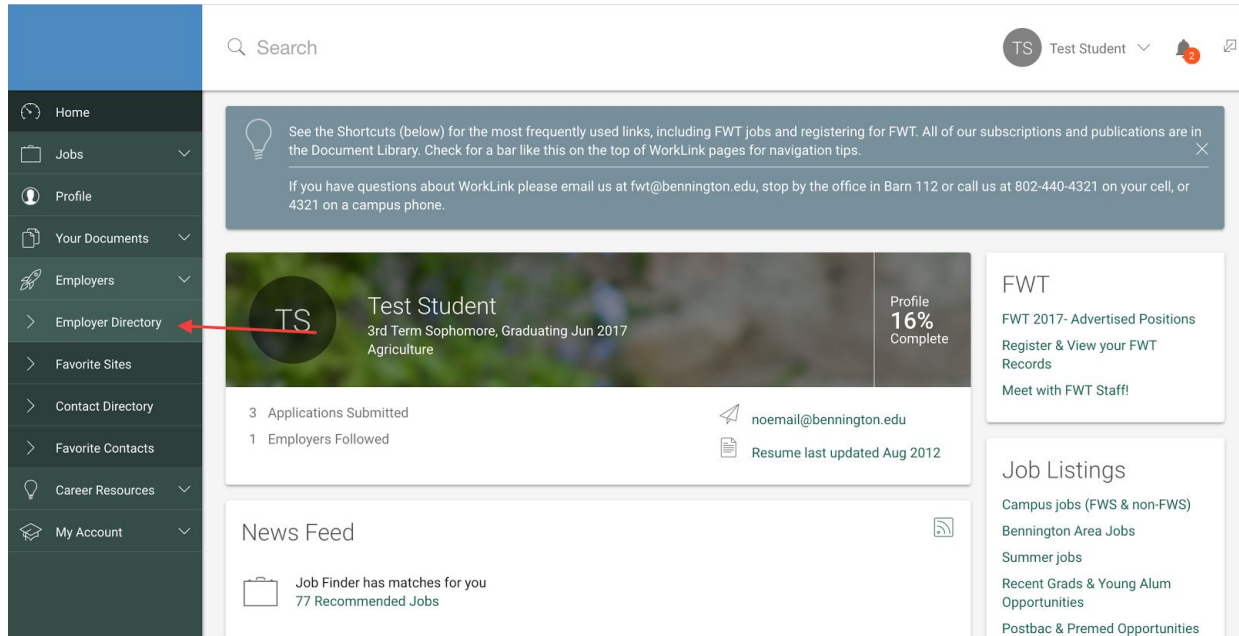 Search
TS
Test Student
2
Home
Jobs
Profile
Your Documents
Employers
Employer Directory
Favorite Sites
Contact Directory
Favorite Contacts
Career Resources
My Account
See the Shortcuts (below) for the most frequently used links, including FWT jobs and registering for FWT. All of our subscriptions and publications are in
the Document Library. Check for a bar like this on the top of WorkLink pages for navigation tips.
If you have questions about WorkLink please email us at fwt@bennington.edu, stop by the office in Barn 112 or call us at 802-440-4321 on your cell, or
4321 on a campus phone.
TS
Test Student
3rd Term Sophomore, Graduating Jun 2017
Agriculture
Profile
16%
Complete
3 Applications Submitted
1 Employers Followed
noemail@bennington.edu
Resume last updated Aug 2012
News Feed
Job Finder has matches for you
77 Recommended Jobs
FWT
FWT 2017- Advertised Positions
Register & View your FWT
Records
Meet with FWT Staff!
Job Listings
Campus jobs (FWS & non-FWS)
Bennington Area Jobs
Summer jobs
Recent Grads & Young Alum
Opportunities
Postbac & Premed Opportunities